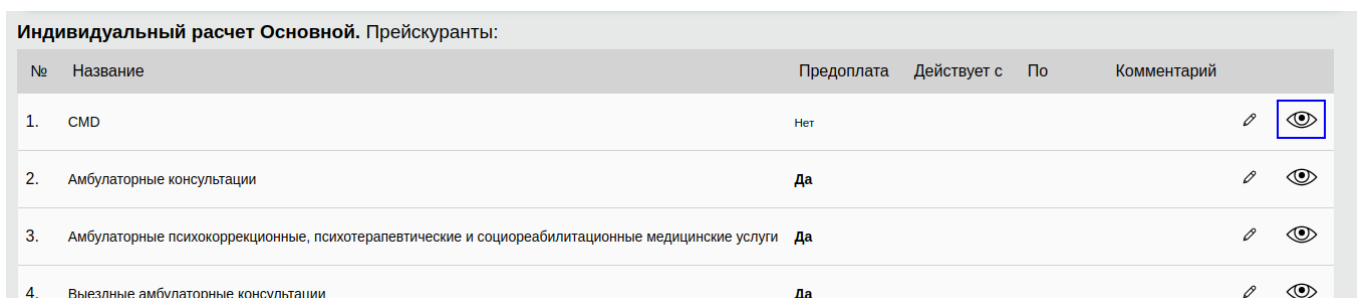 Индивидуальный расчет Основной. Прейскуранты:
№ Название Предоплата Действует с По Комментарий
1. CMD Нет
2. Амбулаторные консультации Да
3. Амбулаторные психокоррекционные, психотерапевтические и социореабилитационные медицинские услуги Да
4. Выездные амбулаторные консультации Да